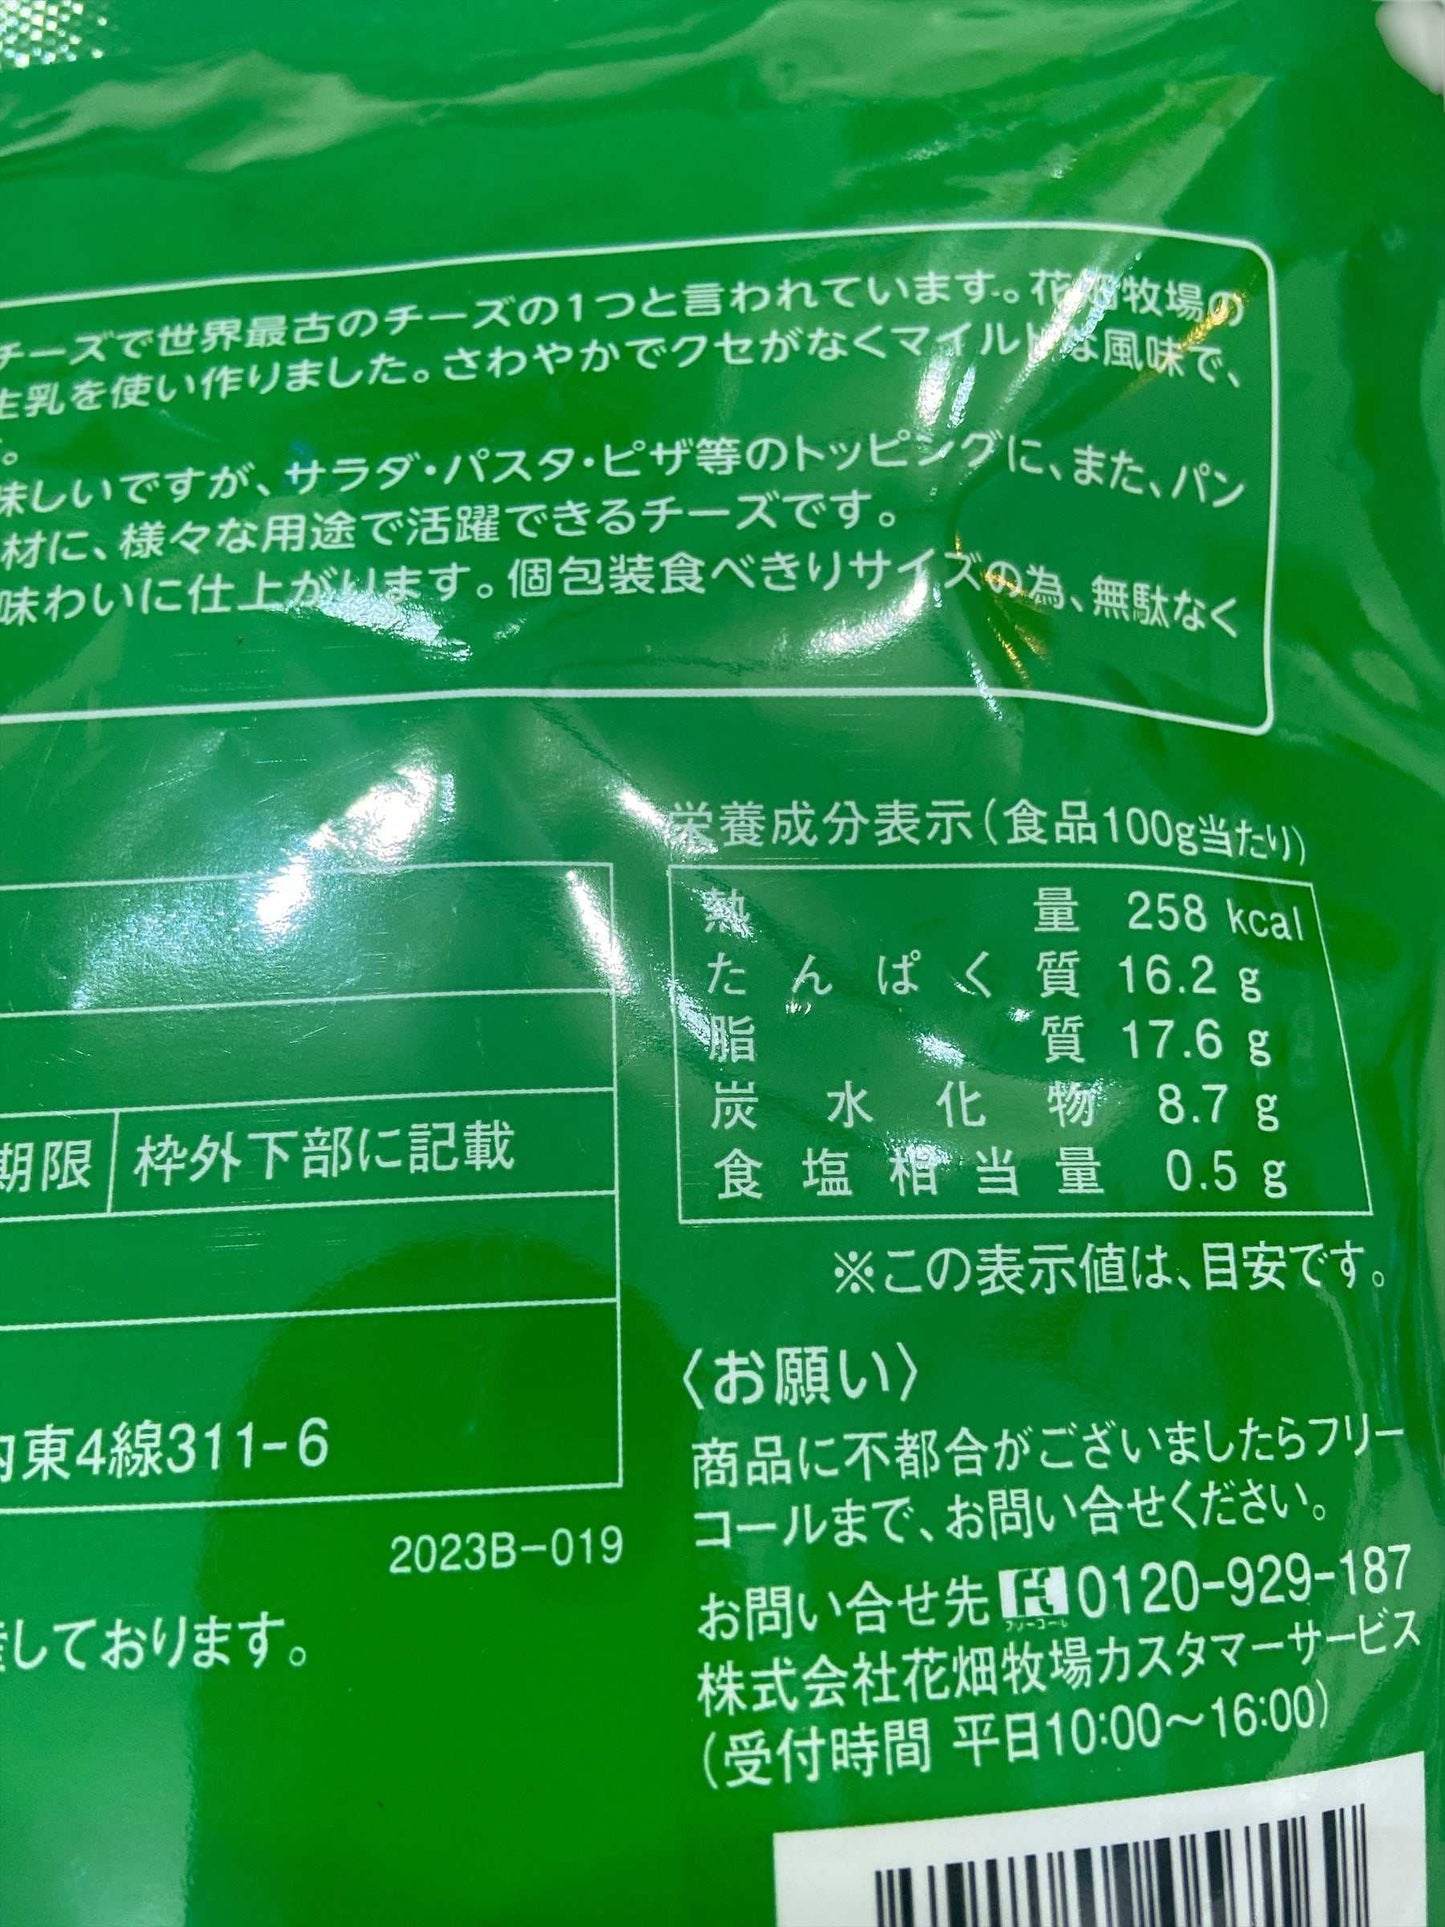 チーズで世界最古のチーズの1つと言われています。花畑牧場の
生乳を使い作りました。さわやかでクセがなくマイルドな風味で、
。
味しいですが、サラダ・パスタ・ピザ等のトッピングに、また、パン
材に、様々な用途で活躍できるチーズです。
味わいに仕上がります。個包装食べきりサイズの為、無駄なく
栄養成分表示(食品100g当たり)
熱量 258 kcal
たんぱく質 16.2 g
脂質 17.6 g
炭水化物 8.7 g
食塩相当量 0.5 g
※この表示値は、目安です。
期限 枠外下部に記載
内東4線311-6
2023B-019
しております。
〈お願い〉
商品に不都合がございましたらフリー
コールまで、お問い合せください。
お問い合せ先 フリーコール 0120-929-187
株式会社花畑牧場カスタマーサービス
(受付時間 平日10:00~16:00)